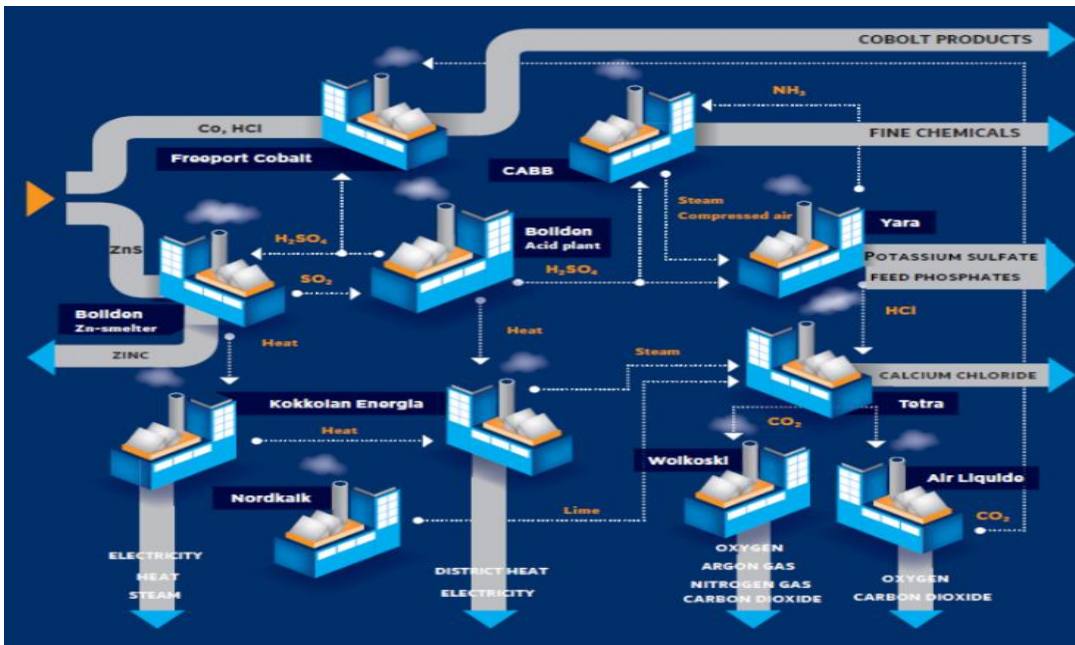 COBOLT PRODUCTS
NH₃
Co, HCl
FINE CHEMICALS
Freeport Cobalt
CABB
Steam
Compressed air
Yara
ZnS
H₂SO₄
Boliden
Acid plant
H₂SO₄
SO₂
POTASSIUM SULFATE
FEED PHOSPHATES
Boliden
Zn-smelter
HCl
Heat
Heat
ZINC
Steam
CALCIUM CHLORIDE
Kokkolan Energia
Tetra
Heat
CO₂
Woikoski
Air Liquide
Nordkalk
Lime
CO₂
ELECTRICITY
HEAT
STEAM
DISTRICT HEAT
ELECTRICITY
OXYGEN
ARGON GAS
NITROGEN GAS
CARBON DIOXIDE
OXYGEN
CARBON DIOXIDE